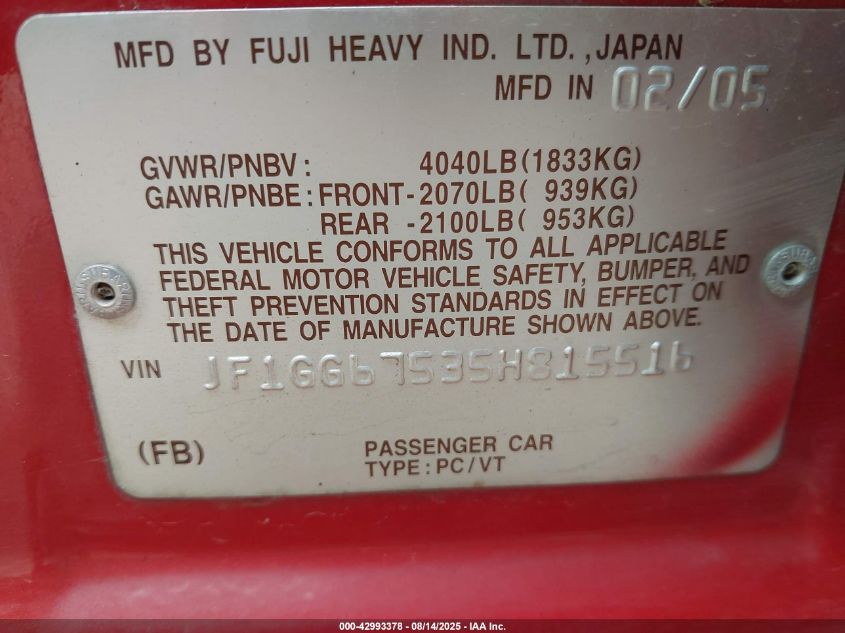 MFD BY FUJI HEAVY IND. LTD.,JAPAN
MFD IN 02/05
GVWR/PNBV: 4040LB(1833KG)
GAWR/PNBE:FRONT-2070LB( 939KG)
REAR -2100LB( 953KG)
THIS VEHICLE CONFORMS TO ALL APPLICABLE
FEDERAL MOTOR VEHICLE SAFETY, BUMPER, AND
THEFT PREVENTION STANDARDS IN EFFECT ON
THE DATE OF MANUFACTURE SHOWN ABOVE.
VIN JF1GG67535H815516
(FB)
PASSENGER CAR
TYPE:PC/VT
000-42993378 - 08/14/2025 - IAA Inc.